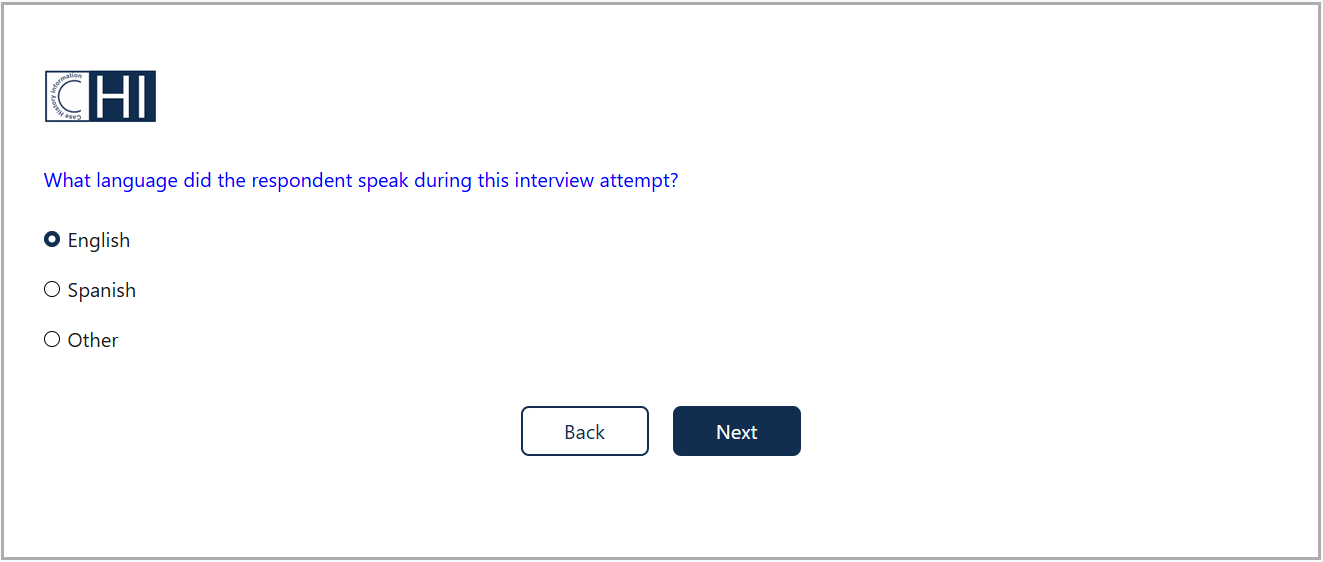 Case History Information
CHI
What language did the respondent speak during this interview attempt?
English
Spanish
Other
Back
Next